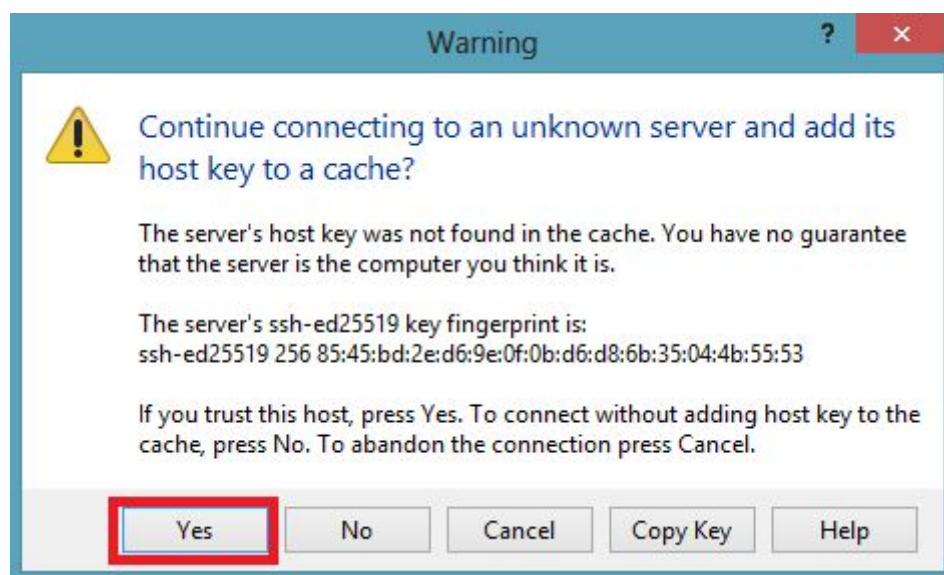 Warning
?
×
Continue connecting to an unknown server and add its
host key to a cache?
The server's host key was not found in the cache. You have no guarantee
that the server is the computer you think it is.
The server's ssh-ed25519 key fingerprint is:
ssh-ed25519 256 85:45:bd:2e:d6:9e:0f:0b:d6:d8:6b:35:04:4b:55:53
If you trust this host, press Yes. To connect without adding host key to the
cache, press No. To abandon the connection press Cancel.
Yes
No
Cancel
Copy Key
Help